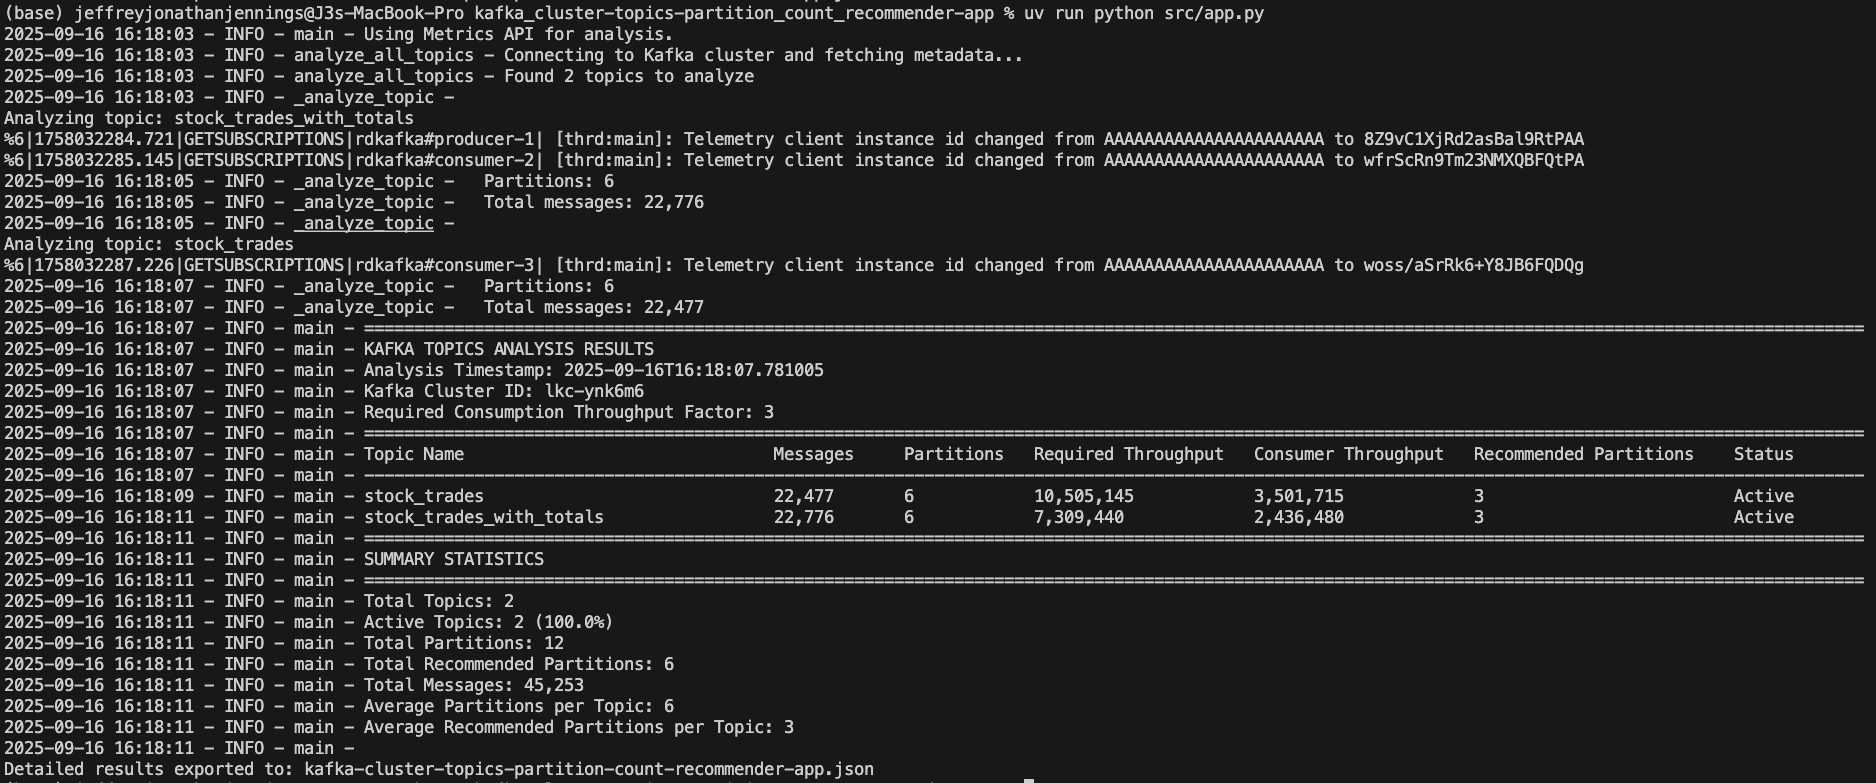 (base) jeffreyjonathanjennings@J3s-MacBook-Pro kafka_cluster-topics-partition_count_recommender-app % uv run python src/app.py
2025-09-16 16:18:03 - INFO - main - Using Metrics API for analysis.
2025-09-16 16:18:03 - INFO - analyze_all_topics - Connecting to Kafka cluster and fetching metadata...
2025-09-16 16:18:03 - INFO - analyze_all_topics - Found 2 topics to analyze
2025-09-16 16:18:03 - INFO - _analyze_topic -
Analyzing topic: stock_trades_with_totals
%6|1758032284.721|GETSUBSCRIPTIONS|rdkafka#producer-1| [thrd:main]: Telemetry client instance id changed from AAAAAAAAAAAAAAAAAAAAAA to 8Z9vC1XjRd2asBal9RtPAA
%6|1758032285.145|GETSUBSCRIPTIONS|rdkafka#consumer-2| [thrd:main]: Telemetry client instance id changed from AAAAAAAAAAAAAAAAAAAAAA to wfrScRn9Tm23NMXQBFQtPA
2025-09-16 16:18:05 - INFO - _analyze_topic -   Partitions: 6
2025-09-16 16:18:05 - INFO - _analyze_topic -   Total messages: 22,776
2025-09-16 16:18:05 - INFO - _analyze_topic -
Analyzing topic: stock_trades
%6|1758032287.226|GETSUBSCRIPTIONS|rdkafka#consumer-3| [thrd:main]: Telemetry client instance id changed from AAAAAAAAAAAAAAAAAAAAAA to woss/aSrRk6+Y8JB6FQDQg
2025-09-16 16:18:07 - INFO - _analyze_topic -   Partitions: 6
2025-09-16 16:18:07 - INFO - _analyze_topic -   Total messages: 22,477
2025-09-16 16:18:07 - INFO - main - ======================================================================================================================================================
2025-09-16 16:18:07 - INFO - main - KAFKA TOPICS ANALYSIS RESULTS
2025-09-16 16:18:07 - INFO - main - Analysis Timestamp: 2025-09-16T16:18:07.781005
2025-09-16 16:18:07 - INFO - main - Kafka Cluster ID: lkc-ynk6m6
2025-09-16 16:18:07 - INFO - main - Required Consumption Throughput Factor: 3
2025-09-16 16:18:07 - INFO - main - ======================================================================================================================================================
2025-09-16 16:18:07 - INFO - main - Topic Name                               Messages     Partitions   Required Throughput   Consumer Throughput   Recommended Partitions    Status
2025-09-16 16:18:07 - INFO - main - ------------------------------------------------------------------------------------------------------------------------------------------------------
2025-09-16 16:18:09 - INFO - main - stock_trades                             22,477       6            10,505,145            3,501,715             3                         Active
2025-09-16 16:18:11 - INFO - main - stock_trades_with_totals                 22,776       6            7,309,440             2,436,480             3                         Active
2025-09-16 16:18:11 - INFO - main - ======================================================================================================================================================
2025-09-16 16:18:11 - INFO - main - SUMMARY STATISTICS
2025-09-16 16:18:11 - INFO - main - ======================================================================================================================================================
2025-09-16 16:18:11 - INFO - main - Total Topics: 2
2025-09-16 16:18:11 - INFO - main - Active Topics: 2 (100.0%)
2025-09-16 16:18:11 - INFO - main - Total Partitions: 12
2025-09-16 16:18:11 - INFO - main - Total Recommended Partitions: 6
2025-09-16 16:18:11 - INFO - main - Total Messages: 45,253
2025-09-16 16:18:11 - INFO - main - Average Partitions per Topic: 6
2025-09-16 16:18:11 - INFO - main - Average Recommended Partitions per Topic: 3
2025-09-16 16:18:11 - INFO - main -
Detailed results exported to: kafka-cluster-topics-partition-count-recommender-app.json